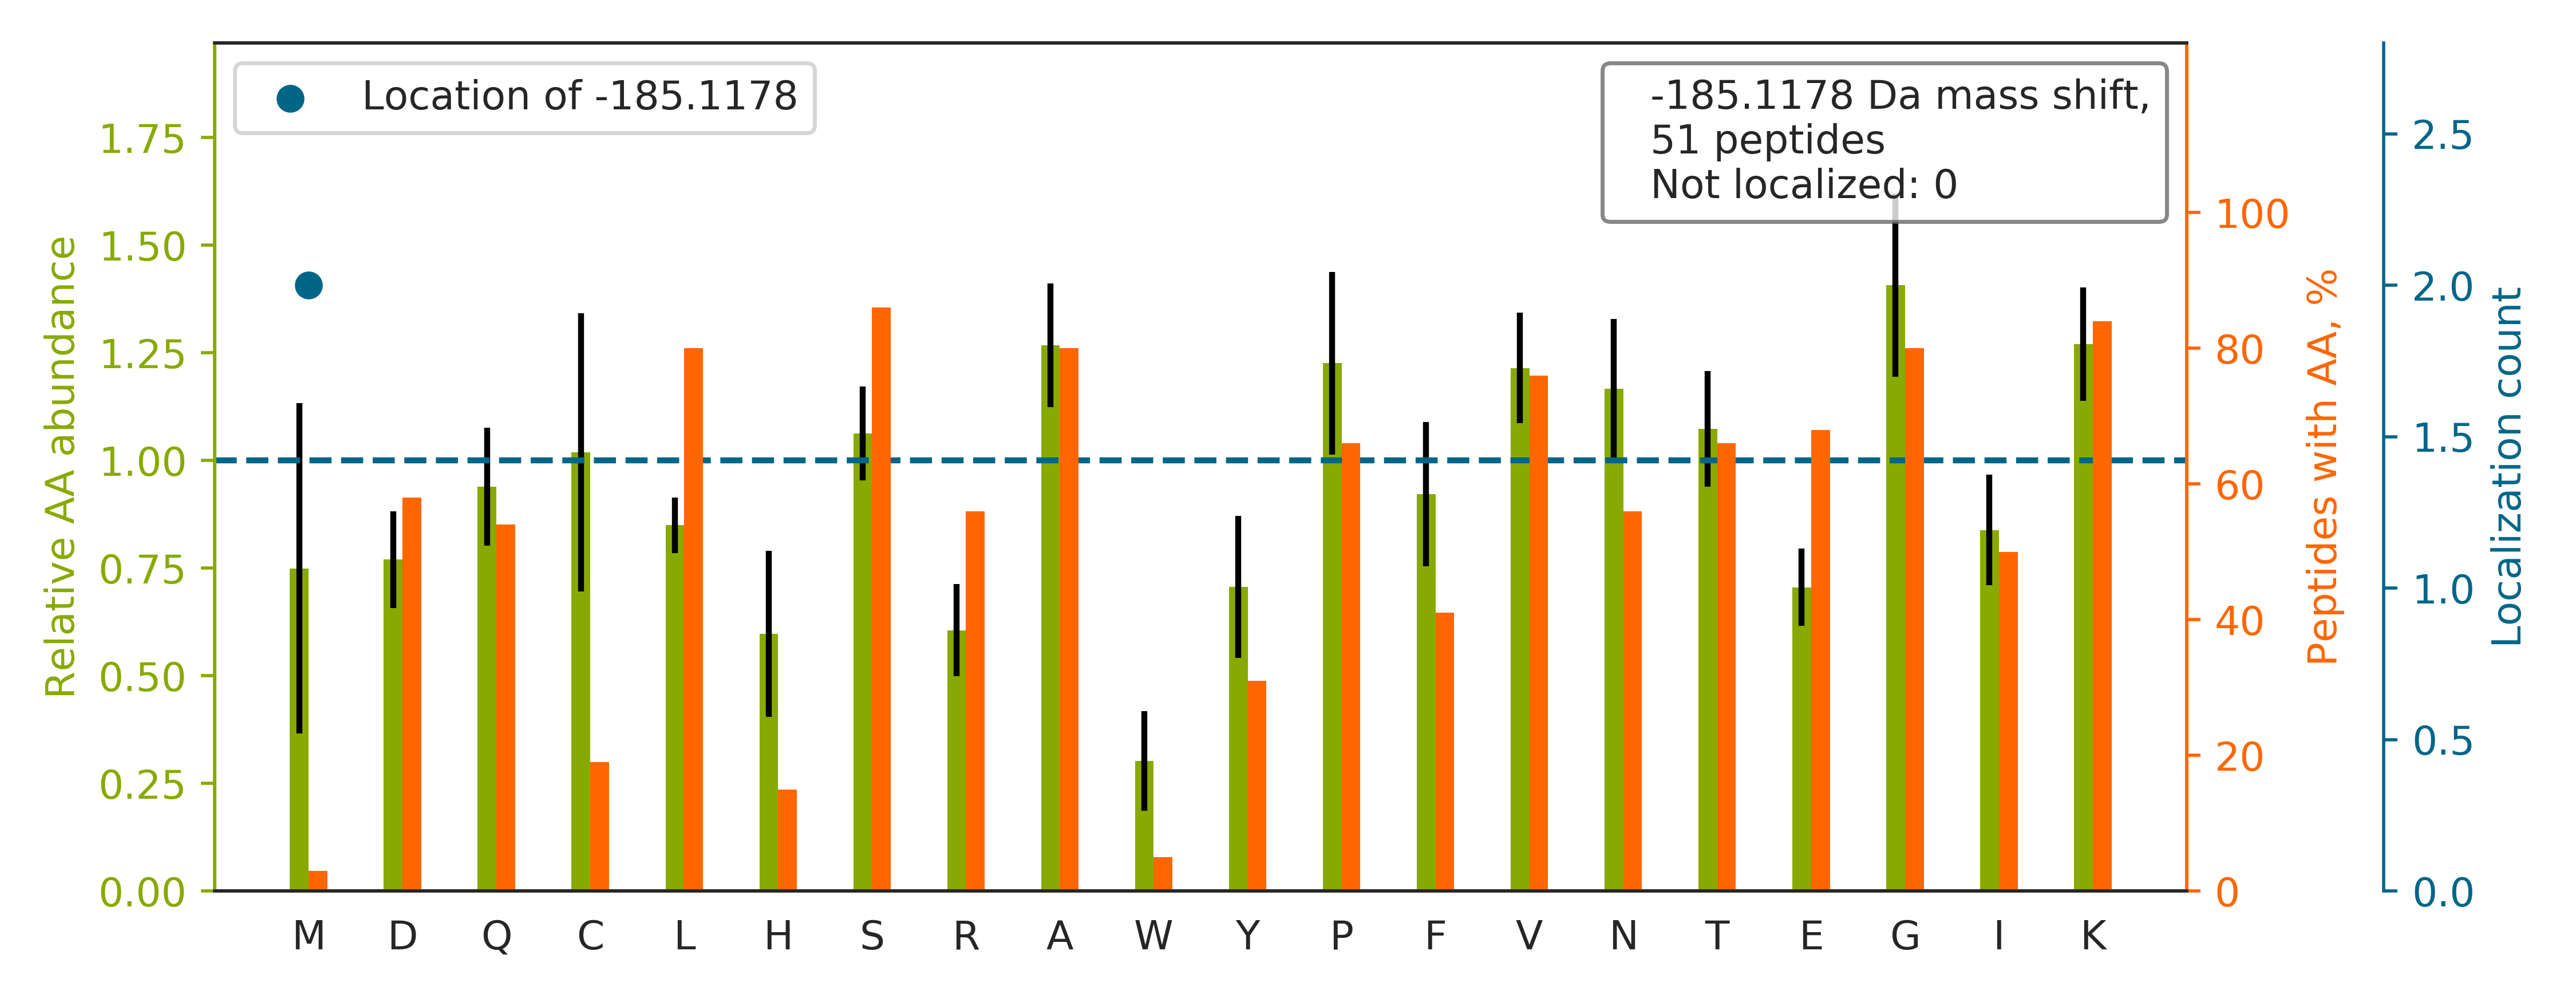 Location of -185.1178
-185.1178 Da mass shift,
51 peptides
Not localized: 0
Relative AA abundance
1.75
1.50
1.25
1.00
0.75
0.50
0.25
0.00
M D Q C L H S R A W Y P F V N T E G I K
100
80
60
40
20
0
Peptides with AA, %
2.5
2.0
1.5
1.0
0.5
0.0
Localization count